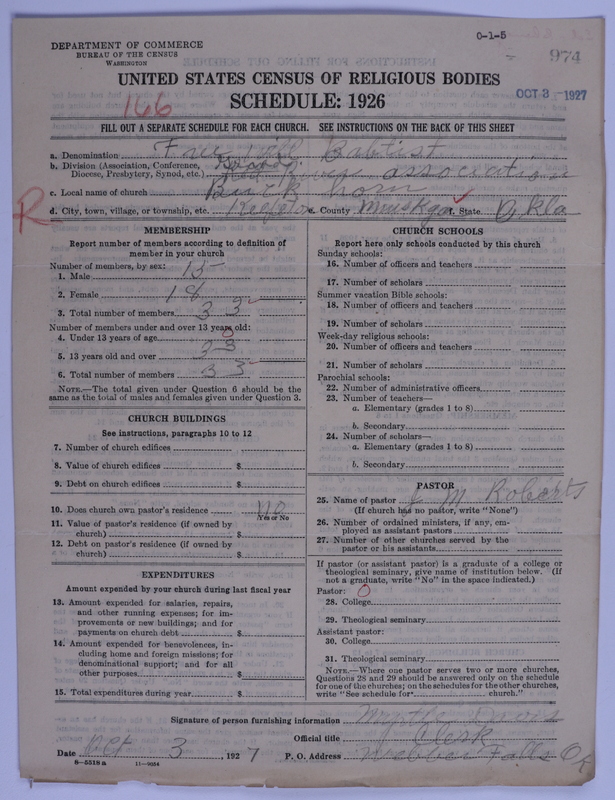 DEPARTMENT OF COMMERCE
BUREAU OF THE CENSUS
WASHINGTON
0-1-5
974
UNITED STATES CENSUS OF RELIGIOUS BODIES
SCHEDULE: 1926
OCT 3 - 1927
166
FILL OUT A SEPARATE SCHEDULE FOR EACH CHURCH. SEE INSTRUCTIONS ON THE BACK OF THIS SHEET
a. Denomination Free Will Baptist
b. Division (Association, Conference,
Diocese, Presbytery, Synod, etc.) association
c. Local name of church Buck horn
d. City, town, village, or township, etc. e. County Muskgo f. State Okla
R
MEMBERSHIP
Report number of members according to definition of
member in your church
Number of members, by sex:
1. Male 15
2. Female 18
3. Total number of members 33
Number of members under and over 13 years old:
4. Under 13 years of age 0
5. 13 years old and over 33
6. Total number of members 33
NOTE.—The total given under Question 6 should be the
same as the total of males and females given under Question 3.
CHURCH BUILDINGS
See instructions, paragraphs 10 to 12
7. Number of church edifices
8. Value of church edifices $
9. Debt on church edifices $
10. Does church own pastor's residence no
Yes or No
11. Value of pastor's residence (if owned by
church) $
12. Debt on pastor's residence (if owned by
church) $
EXPENDITURES
Amount expended by your church during last fiscal year
13. Amount expended for salaries, repairs,
and other running expenses; for im-
provements or new buildings; and for
payments on church debt $
14. Amount expended for benevolences, in-
cluding home and foreign missions; for
denominational support; and for all
other purposes $
15. Total expenditures during year $
CHURCH SCHOOLS
Report here only schools conducted by this church
Sunday schools:
16. Number of officers and teachers
17. Number of scholars
Summer vacation Bible schools:
18. Number of officers and teachers
19. Number of scholars
Week-day religious schools:
20. Number of officers and teachers
21. Number of scholars
Parochial schools:
22. Number of administrative officers
23. Number of teachers—
a. Elementary (grades 1 to 8)
b. Secondary
24. Number of scholars—
a. Elementary (grades 1 to 8)
b. Secondary
PASTOR
25. Name of pastor J M Roberts
(If church has no pastor, write "None")
26. Number of ordained ministers, if any, em-
ployed as assistant pastors
27. Number of other churches served by the
pastor or his assistants
If pastor (or assistant pastor) is a graduate of a college or
theological seminary, give name of institution below. (If
not a graduate, write "No" in the space indicated.)
Pastor: 0
28. College
29. Theological seminary
Assistant pastor:
30. College
31. Theological seminary
NOTE.—Where one pastor serves two or more churches,
Questions 28 and 29 should be answered only on the schedule
for one of the churches; on the schedules for the other churches,
write "See schedule for church."
Signature of person furnishing information
Official title Clerk
Date Oct 3, 1927 P. O. Address Webber Falls Ok
8-5518a 11-9054